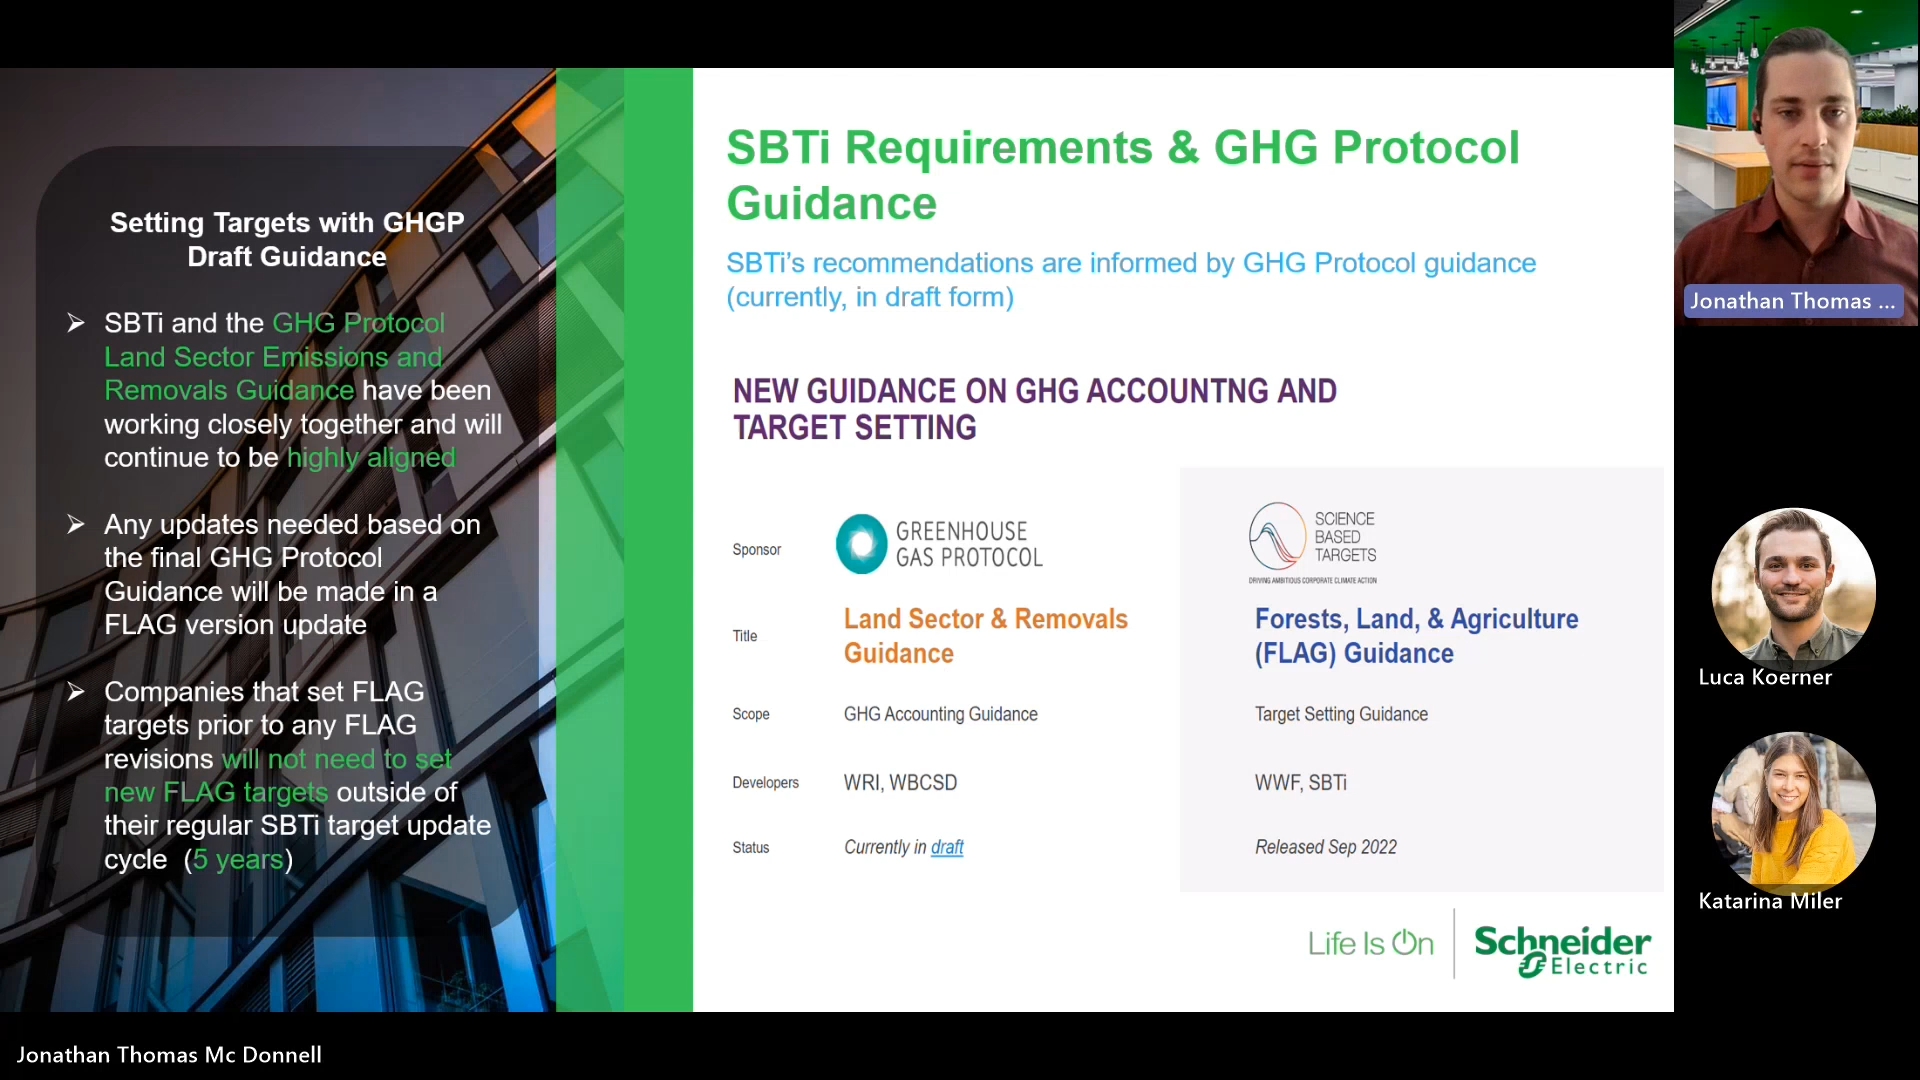 Setting Targets with GHGP
Draft Guidance
➢ SBTi and the GHG Protocol
Land Sector Emissions and
Removals Guidance have been
working closely together and will
continue to be highly aligned
➢ Any updates needed based on
the final GHG Protocol
Guidance will be made in a
FLAG version update
➢ Companies that set FLAG
targets prior to any FLAG
revisions will not need to set
new FLAG targets outside of
their regular SBTi target update
cycle (5 years)
SBTi Requirements & GHG Protocol
Guidance
SBTi's recommendations are informed by GHG Protocol guidance
(currently, in draft form)
NEW GUIDANCE ON GHG ACCOUNTNG AND
TARGET SETTING
Sponsor
GREENHOUSE
GAS PROTOCOL
SCIENCE
BASED
TARGETS
DRIVING AMBITIOUS CORPORATE CLIMATE ACTION
Title
Land Sector & Removals
Guidance
Forests, Land, & Agriculture
(FLAG) Guidance
Scope
GHG Accounting Guidance
Target Setting Guidance
Developers
WRI, WBCSD
WWF, SBTi
Status
Currently in draft
Released Sep 2022
Life Is On
Schneider
Electric
Jonathan Thomas ...
Luca Koerner
Katarina Miler
Jonathan Thomas Mc Donnell